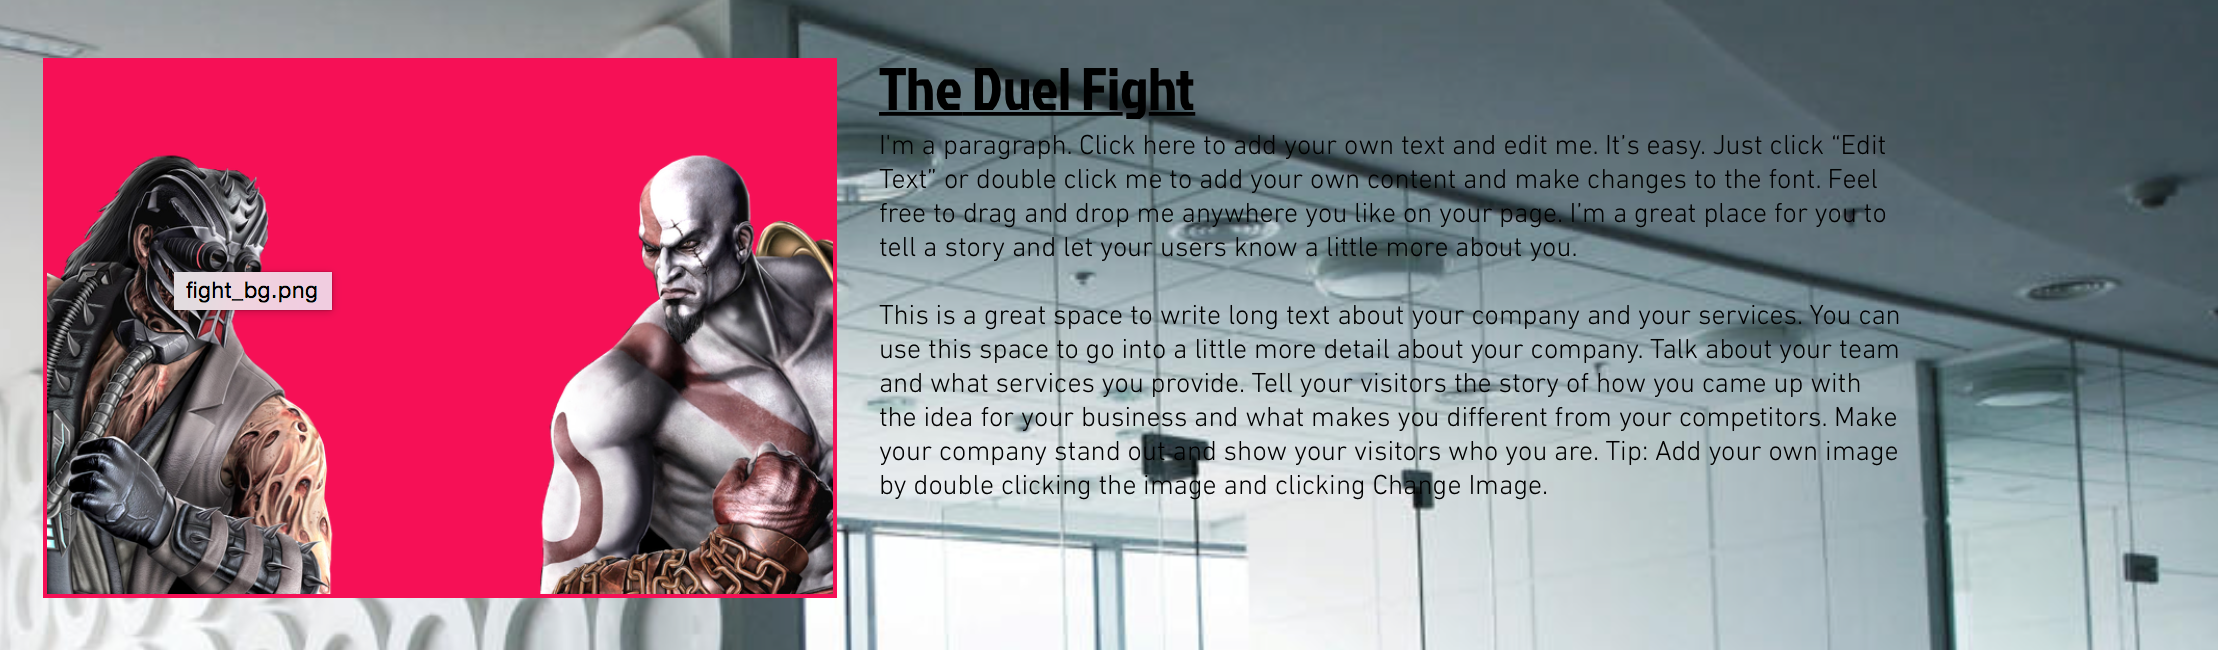 The Duel Fight
I'm a paragraph. Click here to add your own text and edit me. It's easy. Just click “Edit
Text” or double click me to add your own content and make changes to the font. Feel
free to drag and drop me anywhere you like on your page. I'm a great place for you to
tell a story and let your users know a little more about you.
fight_bg.png
This is a great space to write long text about your company and your services. You can
use this space to go into a little more detail about your company. Talk about your team
and what services you provide. Tell your visitors the story of how you came up with
the idea for your business and what makes you different from your competitors. Make
your company stand out and show your visitors who you are. Tip: Add your own image
by double clicking the image and clicking Change Image.